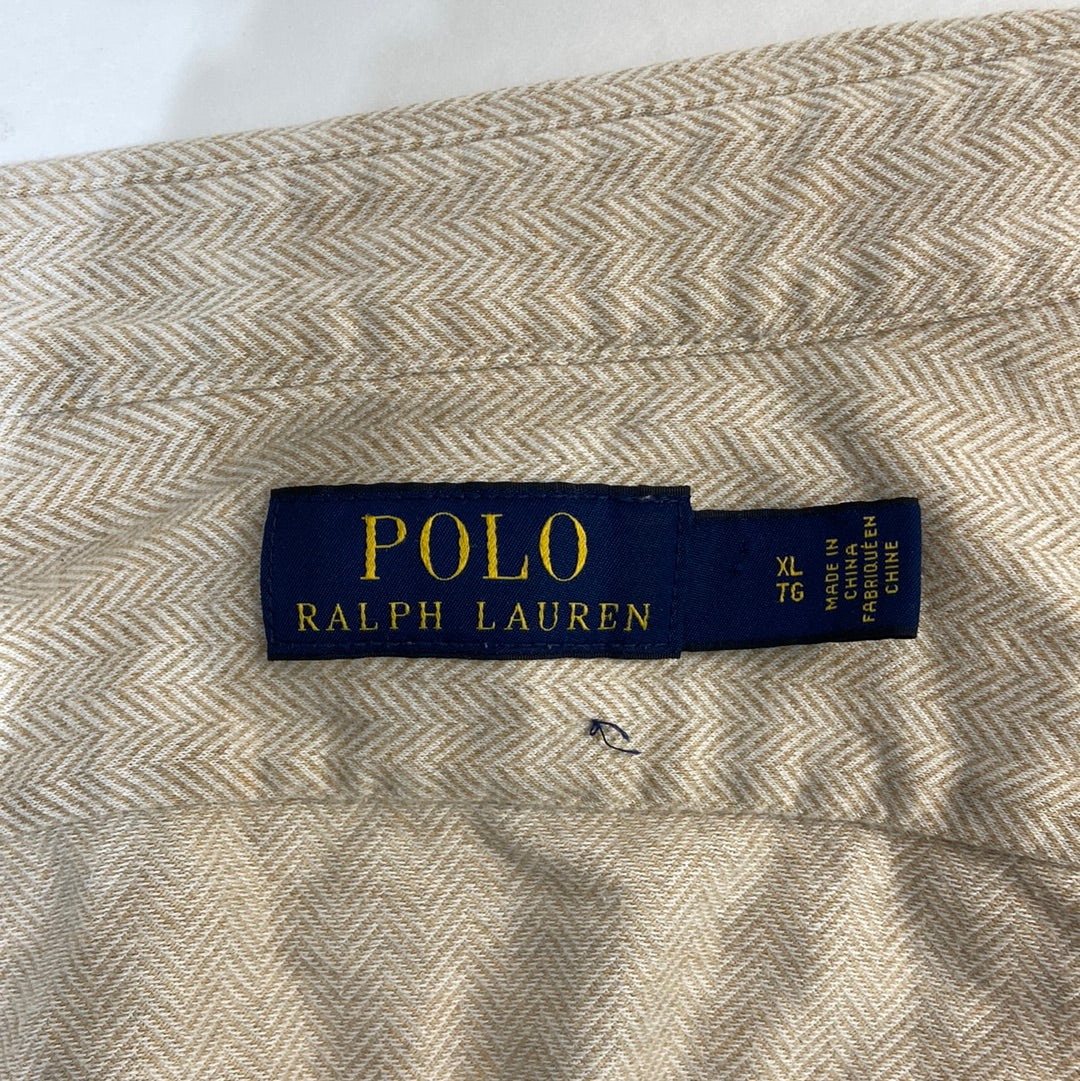 POLO
RALPH LAUREN
XL
TG
MADE IN
CHINA
FABRIQUÉ EN
CHINE